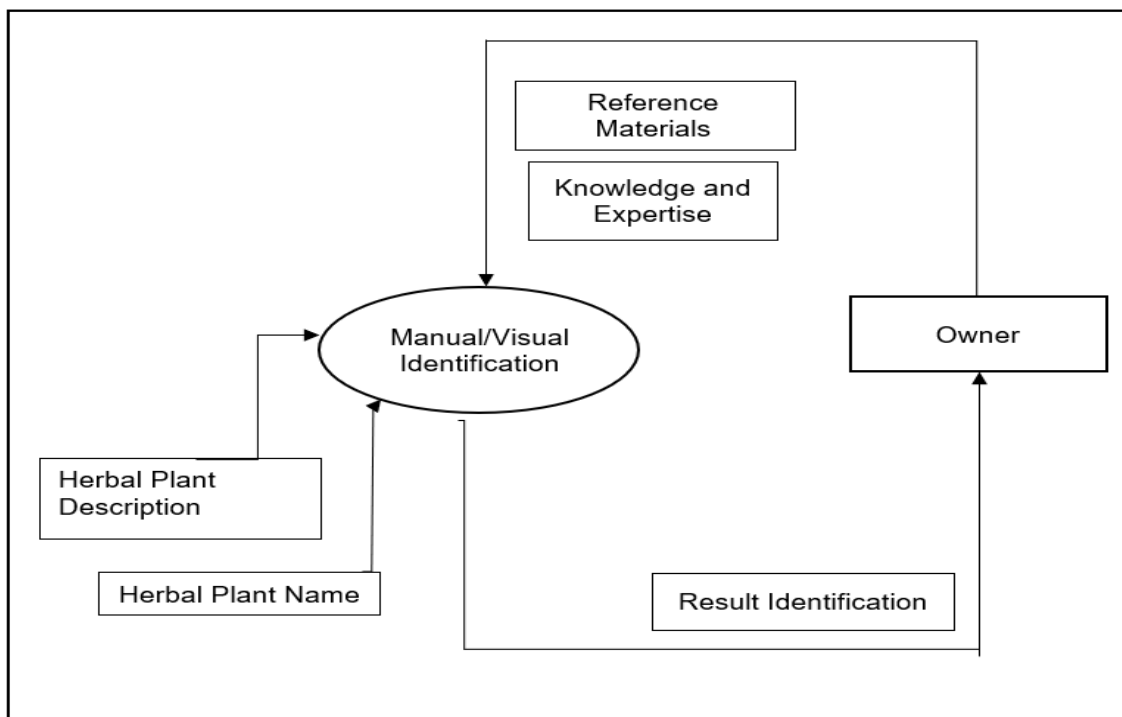 Reference
Materials
Knowledge and
Expertise
Manual/Visual
Identification
Owner
Herbal Plant
Description
Herbal Plant Name
Result Identification